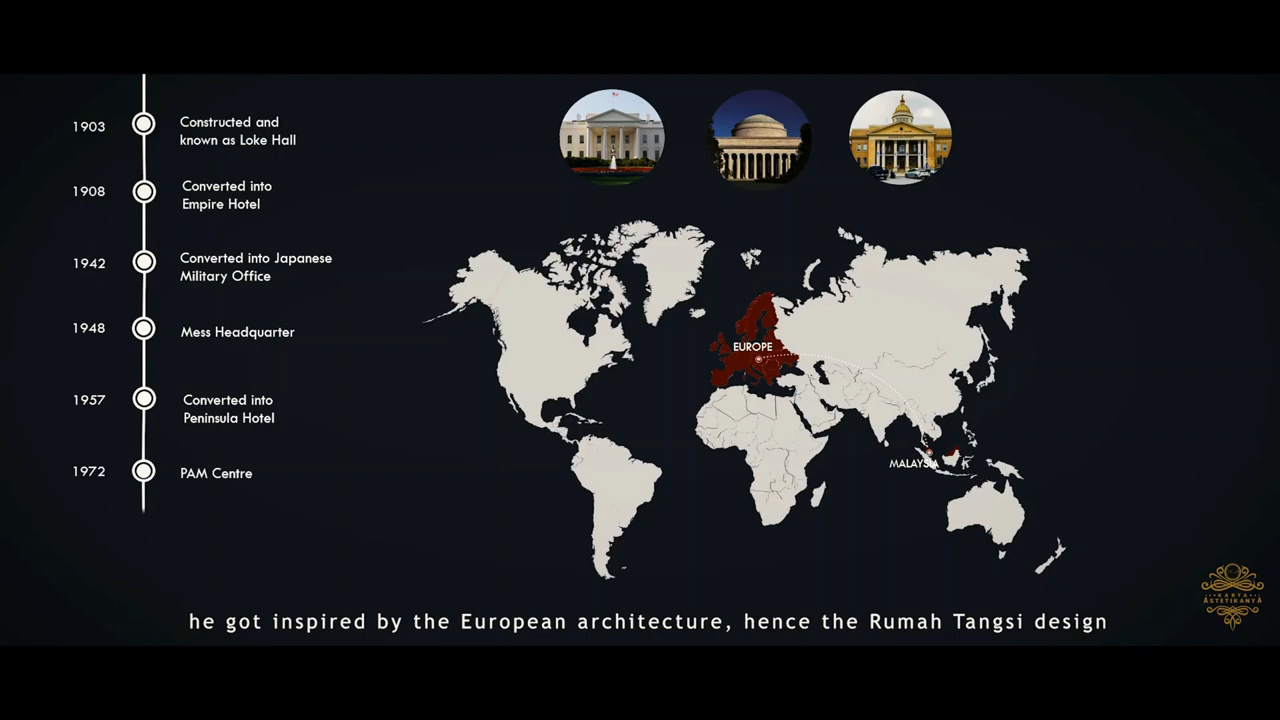 1903
Constructed and
known as Loke Hall
1908
Converted into
Empire Hotel
1942
Converted into Japanese
Military Office
1948
Mess Headquarter
1957
Converted into
Peninsula Hotel
1972
PAM Centre
EUROPE
MALAYSIA
KARYA
ASTETIKANYA
he got inspired by the European architecture, hence the Rumah Tangsi design